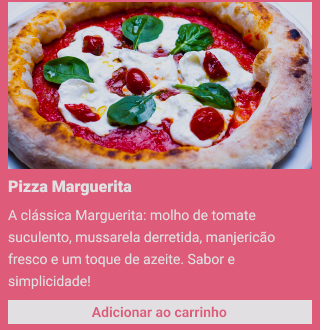 Pizza Marguerita
A clássica Marguerita: molho de tomate
suculento, mussarela derretida, manjericão
fresco e um toque de azeite. Sabor e
simplicidade!
Adicionar ao carrinho